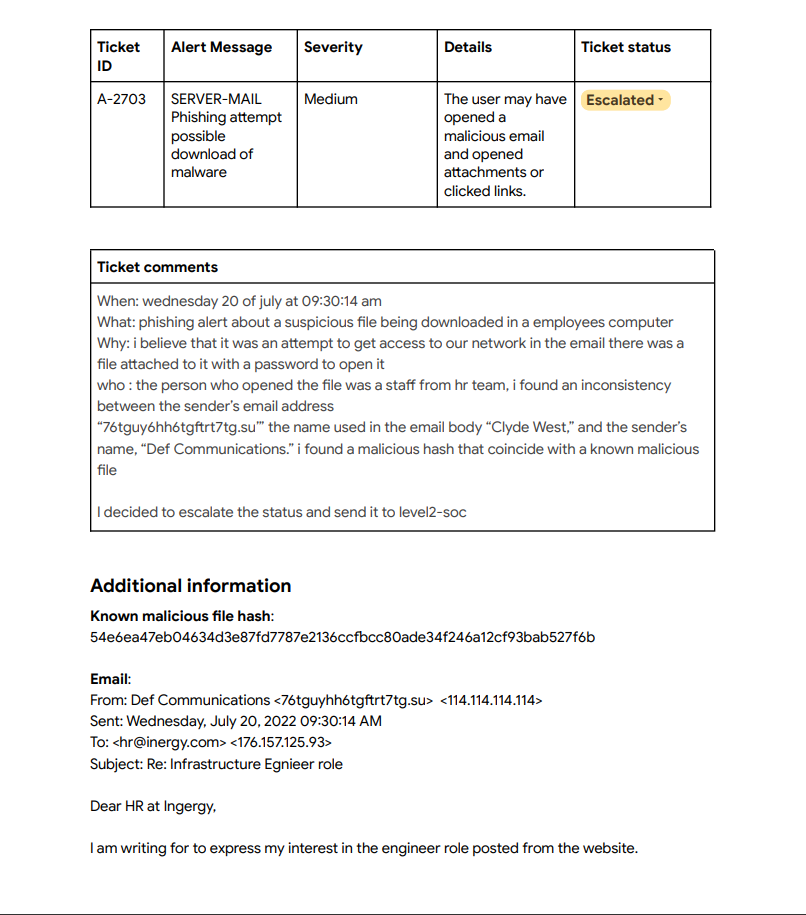 Ticket ID
Alert Message
Severity
Details
Ticket status
A-2703
SERVER-MAIL
Phishing attempt
possible
download of
malware
Medium
The user may have
opened a
malicious email
and opened
attachments or
clicked links.
Escalated
Ticket comments
When: wednesday 20 of july at 09:30:14 am
What: phishing alert about a suspicious file being downloaded in a employees computer
Why: i believe that it was an attempt to get access to our network in the email there was a
file attached to it with a password to open it
who : the person who opened the file was a staff from hr team, i found an inconsistency
between the sender's email address
“76tguy6hh6tgftrt7tg.su’” the name used in the email body “Clyde West,” and the sender’s
name, “Def Communications.” i found a malicious hash that coincide with a known malicious
file
I decided to escalate the status and send it to level2-soc
Additional information
Known malicious file hash:
54e6ea47eb04634d3e87fd7787e2136ccfbcc80ade34f246a12cf93bab527f6b
Email:
From: Def Communications <76tguyhh6tgftrt7tg.su> <114.114.114.114>
Sent: Wednesday, July 20, 2022 09:30:14 AM
To: <hr@inergy.com> <176.157.125.93>
Subject: Re: Infrastructure Egnieer role
Dear HR at Ingergy,
I am writing for to express my interest in the engineer role posted from the website.